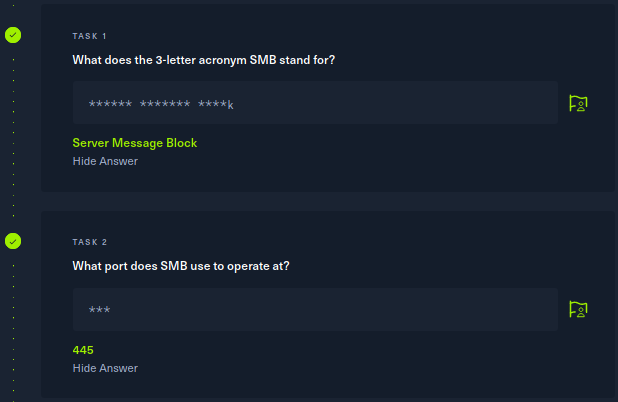 TASK 1
What does the 3-letter acronym SMB stand for?
****** ******* ****k
Server Message Block
Hide Answer
TASK 2
What port does SMB use to operate at?
***
445
Hide Answer